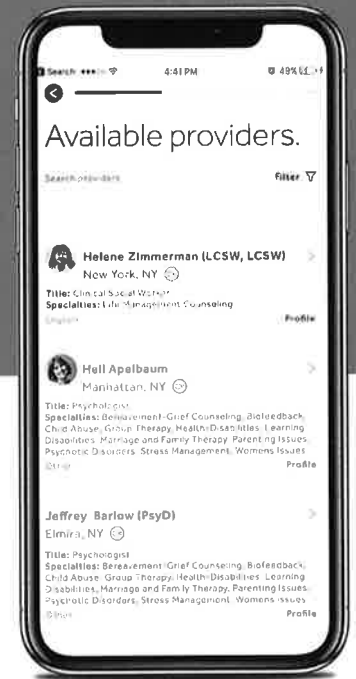 Search
4:41 PM
49%
Available providers.
Search providers
Filter
Helene Zimmerman (LCSW, LCSW)
New York, NY
Title: Clinical Social Worker
Specialties: Life Management Counseling
English
Profile
Hell Apelbaum
Manhattan, NY
Title: Psychologist
Specialties: Bereavement-Grief Counseling, Biofeedback,
Child Abuse, Group Therapy, Health-Disabilities, Learning
Disabilities, Marriage and Family Therapy, Parenting Issues,
Psychotic Disorders, Stress Management, Womens Issues
Profile
Jeffrey Barlow (PsyD)
Elmira, NY
Title: Psychologist
Specialties: Bereavement-Grief Counseling, Biofeedback,
Child Abuse, Group Therapy, Health-Disabilities, Learning
Disabilities, Marriage and Family Therapy, Parenting Issues,
Psychotic Disorders, Stress Management, Womens Issues
Profile